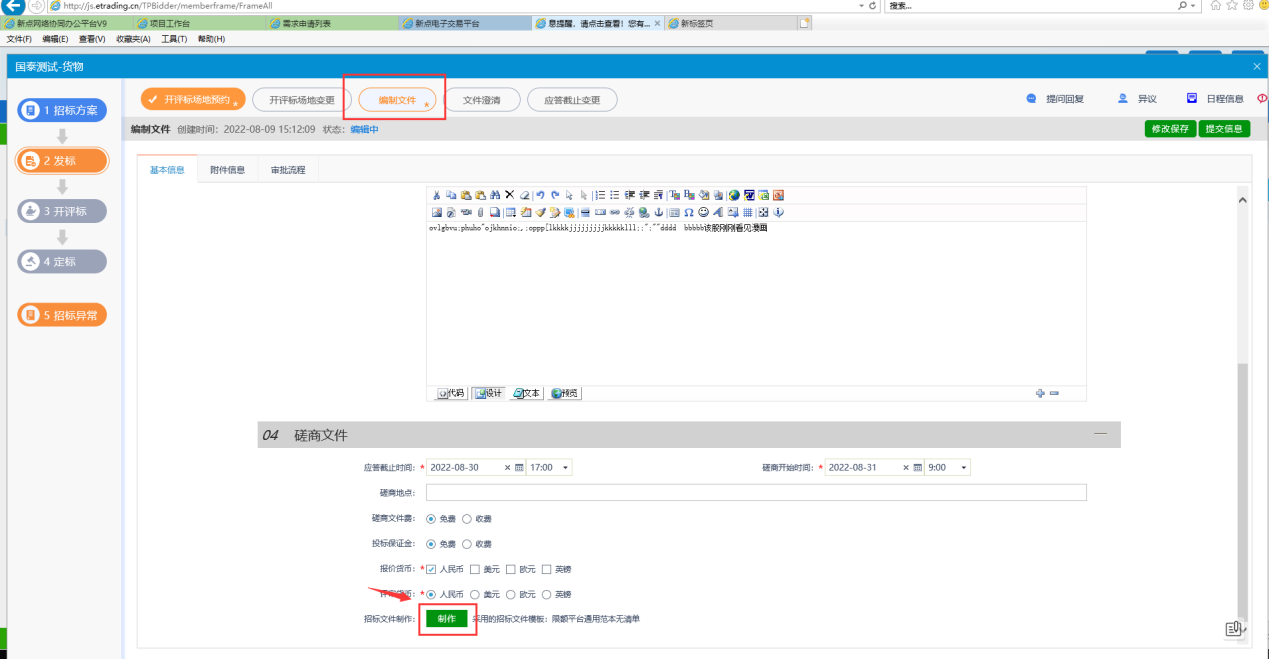 http://js.etrading.cn/TPBidder/memberframe/FrameAll
搜索...
新点网络协同办公平台V9 项目工作台 需求申请列表 新点电子交易平台 息提醒，请点击查看！您有... × 新标签页
文件(F) 编辑(E) 查看(V) 收藏夹(A) 工具(T) 帮助(H)
国泰测试-货物 ×
1 招标方案
2 发标
3 开评标
4 定标
5 招标异常
开评标场地预约 开评标场地变更 编制文件 文件澄清 应答截止变更 提问回复 异议 日程信息
编制文件 创建时间：2022-08-09 15:12:09 状态：编辑中 修改保存 提交信息
基本信息 附件信息 审批流程
代码 设计 文本 预览
04 磋商文件
应答截止时间：* 2022-08-30 × 17:00 磋商开始时间：* 2022-08-31 × 9:00
磋商地点：
磋商文件费： 免费 收费
投标保证金： 免费 收费
报价货币：* 人民币 美元 欧元 英镑
货币：* 人民币 美元 欧元 英镑
招标文件制作： 制作 采用的招标文件模板：限额平台通用范本无清单